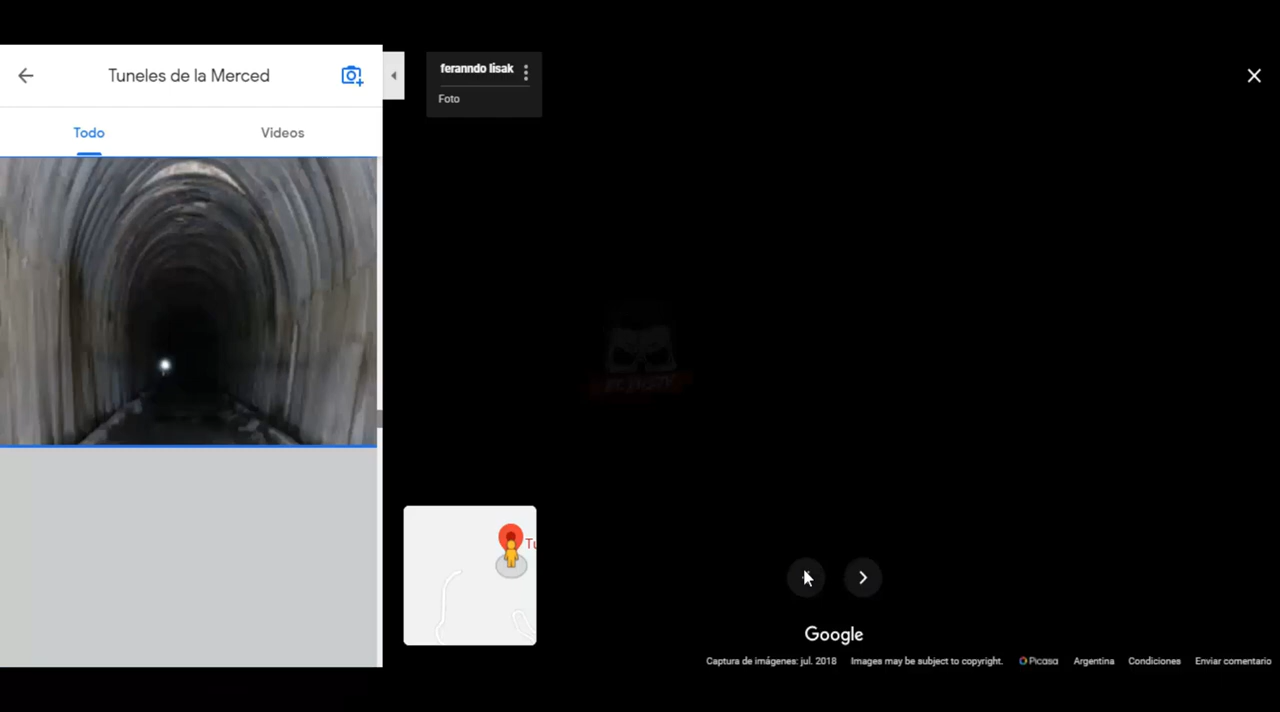 Tuneles de la Merced
Todo
Videos
feranndo lisak
Foto
Google
Captura de imágenes: jul. 2018
Images may be subject to copyright.
Picasa
Argentina
Condiciones
Enviar comentario